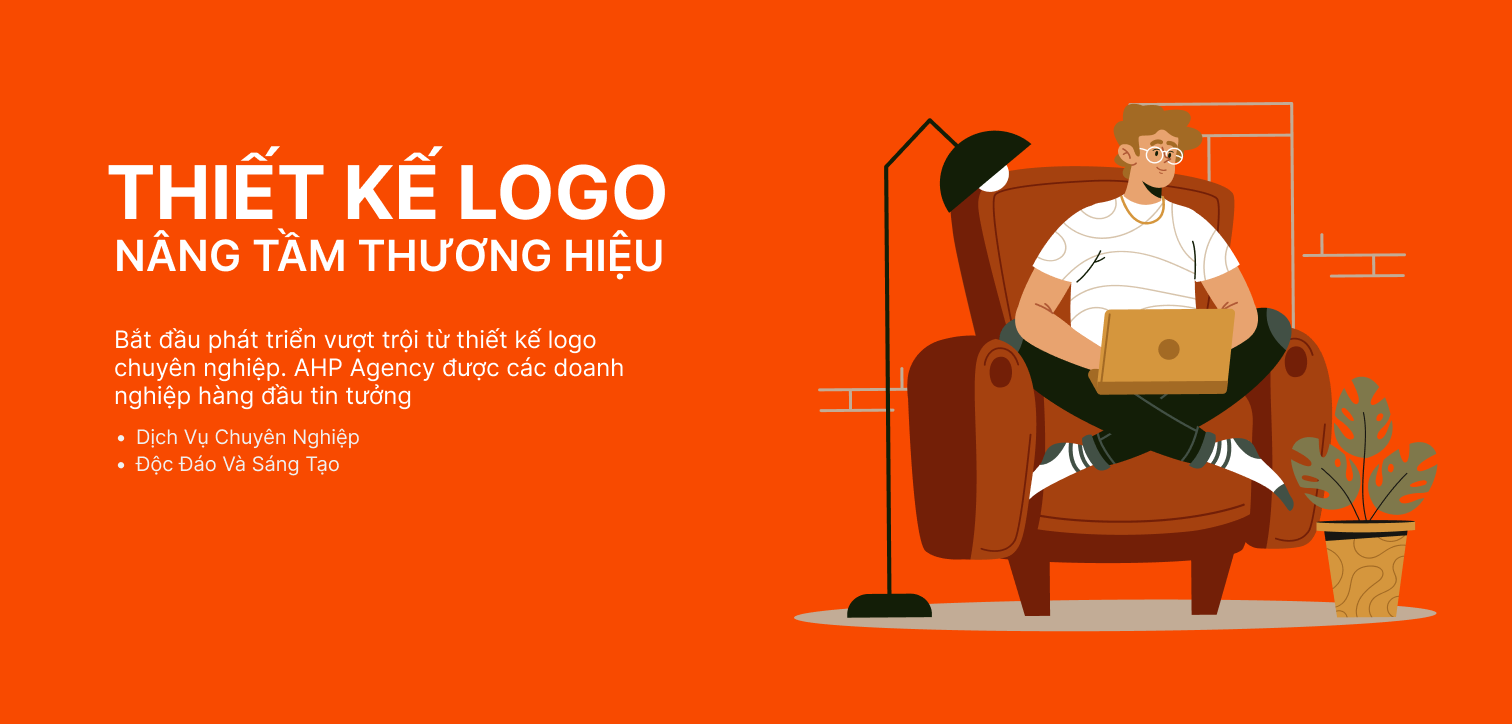 THIẾT KẾ LOGO
NÂNG TẦM THƯƠNG HIỆU
Bắt đầu phát triển vượt trội từ thiết kế logo
chuyên nghiệp. AHP Agency được các doanh
nghiệp hàng đầu tin tưởng
• Dịch Vụ Chuyên Nghiệp
• Độc Đáo Và Sáng Tạo